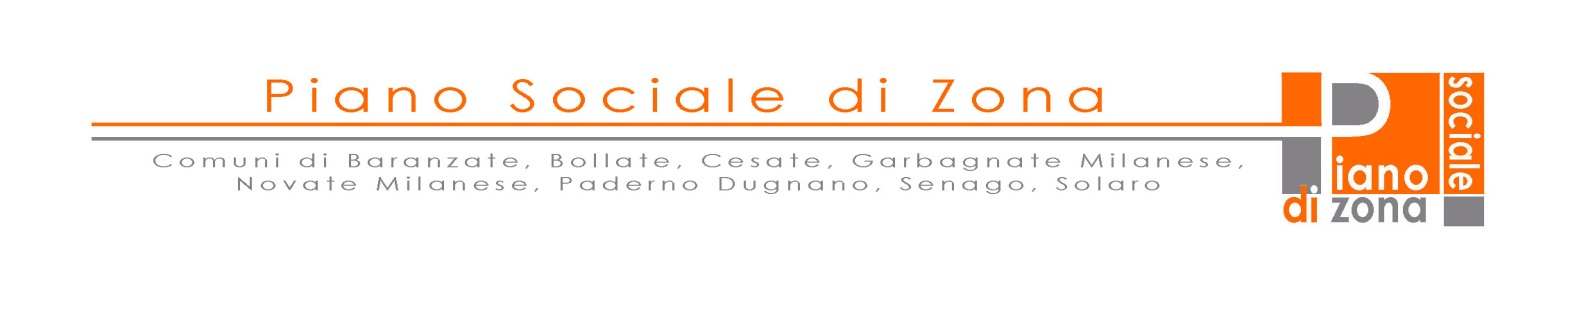 Piano Sociale di Zona
Comuni di Baranzate, Bollate, Cesate, Garbagnate Milanese,
Novate Milanese, Paderno Dugnano, Senago, Solaro
Piano
sociale
di zona